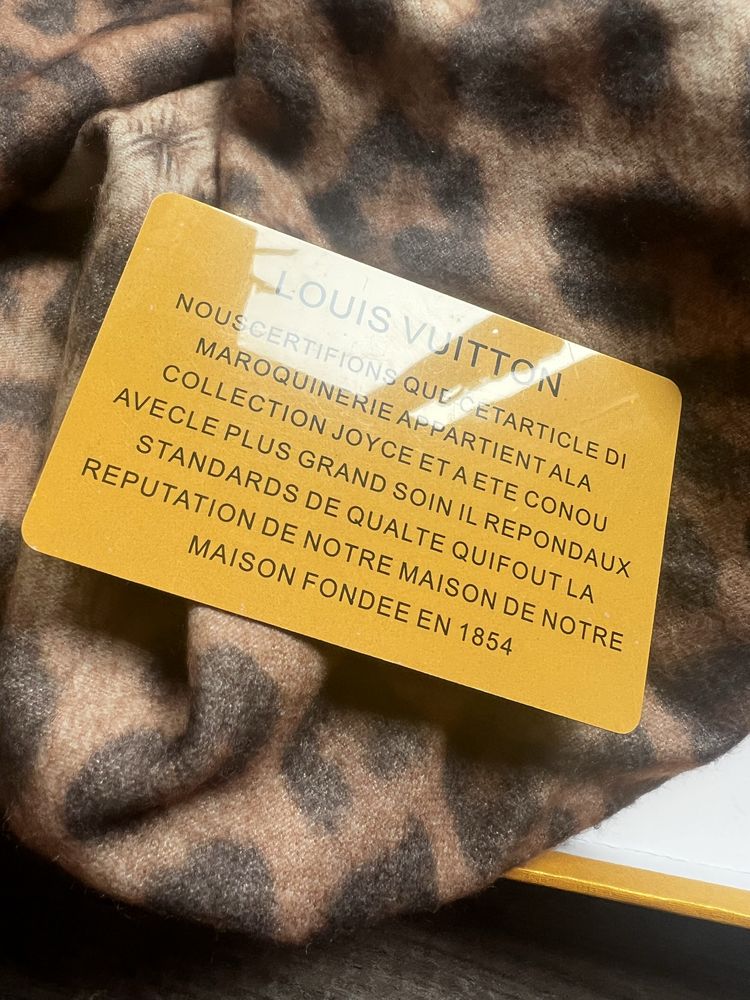 LOUIS VUITTON
NOUSCERTIFIONS QUE CETARTICLE DI
MAROQUINERIE APPARTIENT ALA
COLLECTION JOYCE ET A ETE CONOU
AVECLE PLUS GRAND SOIN IL REPONDAUX
STANDARDS DE QUALTE QUIFOUT LA
REPUTATION DE NOTRE MAISON DE NOTRE
MAISON FONDEE EN 1854